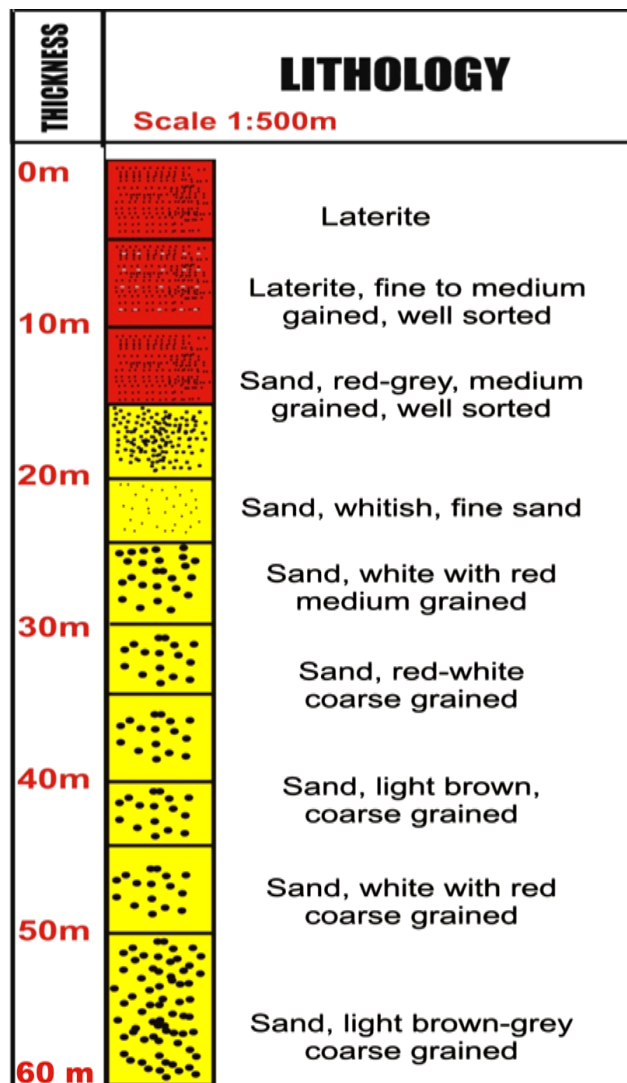 THICKNESS
LITHOLOGY
Scale 1:500m
0m
Laterite
Laterite, fine to medium
gained, well sorted
10m
Sand, red-grey, medium
grained, well sorted
20m
Sand, whitish, fine sand
Sand, white with red
medium grained
30m
Sand, red-white
coarse grained
40m
Sand, light brown,
coarse grained
Sand, white with red
coarse grained
50m
Sand, light brown-grey
coarse grained
60 m